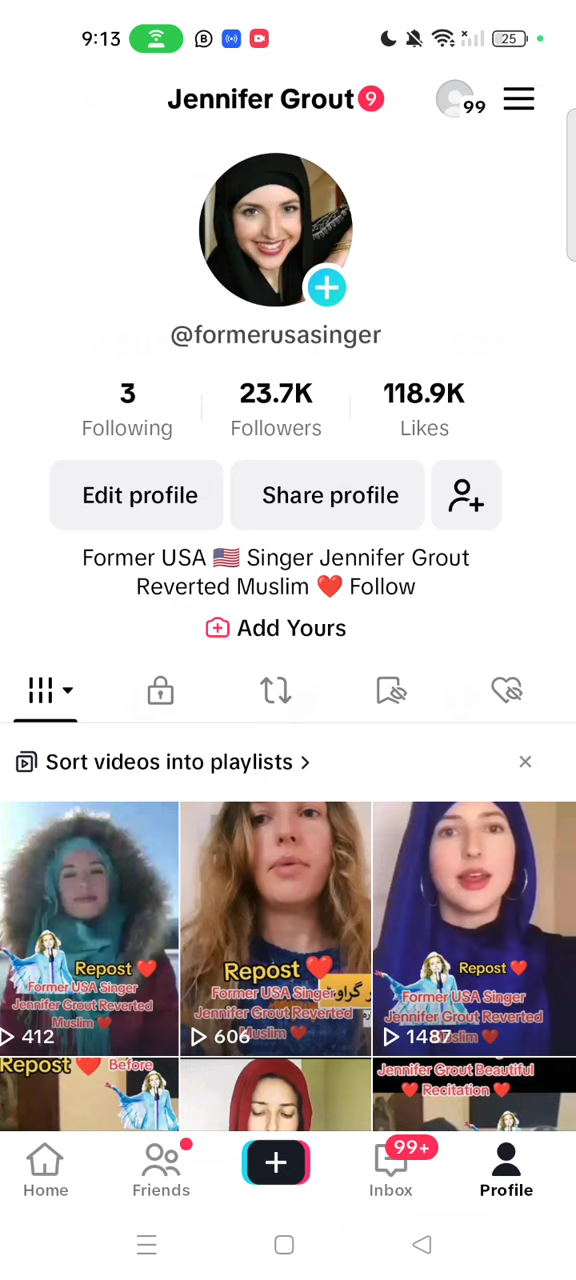 9:13
25
Jennifer Grout 9
99
@formerusasinger
3 23.7K 118.9K
Following Followers Likes
Edit profile Share profile
Former USA 🇺🇸 Singer Jennifer Grout
Reverted Muslim ❤️ Follow
Add Yours
Sort videos into playlists >
Repost ❤️
Former USA Singer
Jennifer Grout Reverted
Muslim ❤️
412
Repost ❤️
Former USA Singer
Jennifer Grout Reverted
Muslim ❤️
606
Repost ❤️
Former USA Singer
Jennifer Grout Reverted
1487
Repost ❤️ Before
Jennifer Grout Beautiful
❤️ Recitation ❤️
99+
Home Friends Inbox Profile